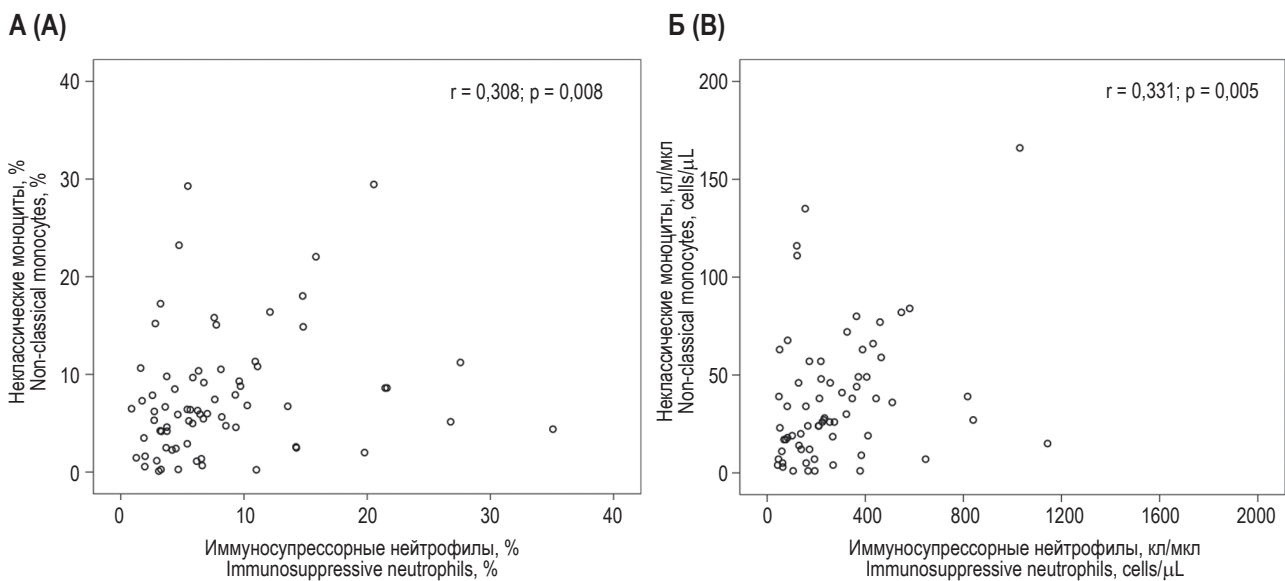 А (A)
r = 0,308; p = 0,008
Неклассические моноциты, %
Non-classical monocytes, %
40
30
20
10
0
0 10 20 30 40
Иммуносупрессорные нейтрофилы, %
Immunosuppressive neutrophils, %
Б (B)
r = 0,331; p = 0,005
Неклассические моноциты, кл/мкл
Non-classical monocytes, cells/µL
200
150
100
50
0
0 400 800 1200 1600 2000
Иммуносупрессорные нейтрофилы, кл/мкл
Immunosuppressive neutrophils, cells/µL